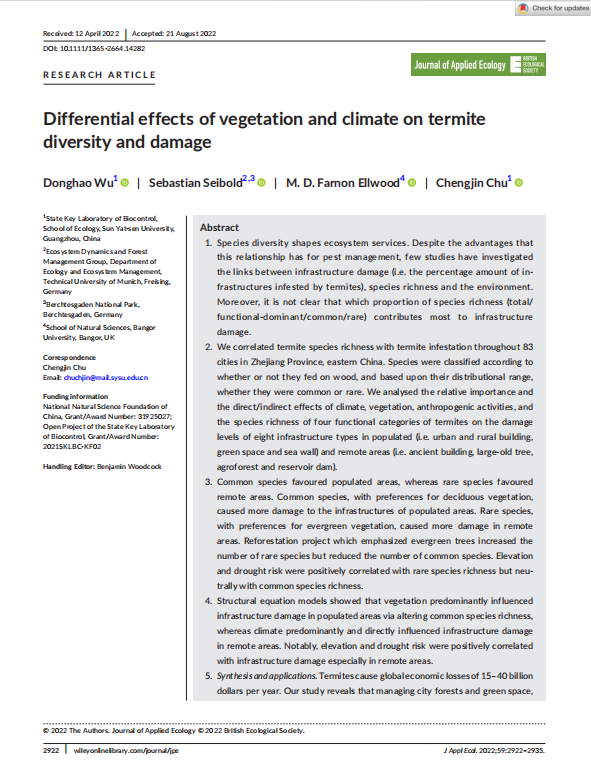 Check for updates
Received: 12 April 2022 | Accepted: 21 August 2022
DOI: 10.1111/1365-2664.14282
RESEARCH ARTICLE
Journal of Applied Ecology
BRITISH
ECOLOGICAL
SOCIETY
Differential effects of vegetation and climate on termite
diversity and damage
Donghao Wu1 | Sebastian Seibold2,3 | M. D. Farnon Ellwood4 | Chengjin Chu1
1State Key Laboratory of Biocontrol,
School of Ecology, Sun Yat-sen University,
Guangzhou, China
2Ecosystem Dynamics and Forest
Management Group, Department of
Ecology and Ecosystem Management,
Technical University of Munich, Freising,
Germany
3Berchtesgaden National Park,
Berchtesgaden, Germany
4School of Natural Sciences, Bangor
University, Bangor, UK
Correspondence
Chengjin Chu
Email: chuchjin@mail.sysu.edu.cn
Funding information
National Natural Science Foundation of
China, Grant/Award Number: 31925027;
Open Project of the State Key Laboratory
of Biocontrol, Grant/Award Number:
2021SKLBC-KF02
Handling Editor: Benjamin Woodcock
Abstract
1. Species diversity shapes ecosystem services. Despite the advantages that
this relationship has for pest management, few studies have investigated
the links between infrastructure damage (i.e. the percentage amount of in-
frastructures infested by termites), species richness and the environment.
Moreover, it is not clear that which proportion of species richness (total/
functional-dominant/common/rare) contributes most to infrastructure
damage.
2. We correlated termite species richness with termite infestation throughout 83
cities in Zhejiang Province, eastern China. Species were classified according to
whether or not they fed on wood, and based upon their distributional range,
whether they were common or rare. We analysed the relative importance and
the direct/indirect effects of climate, vegetation, anthropogenic activities, and
the species richness of four functional categories of termites on the damage
levels of eight infrastructure types in populated (i.e. urban and rural building,
green space and sea wall) and remote areas (i.e. ancient building, large-old tree,
agroforest and reservoir dam).
3. Common species favoured populated areas, whereas rare species favoured
remote areas. Common species, with preferences for deciduous vegetation,
caused more damage to the infrastructures of populated areas. Rare species,
with preferences for evergreen vegetation, caused more damage in remote
areas. Reforestation project which emphasized evergreen trees increased the
number of rare species but reduced the number of common species. Elevation
and drought risk were positively correlated with rare species richness but neu-
trally with common species richness.
4. Structural equation models showed that vegetation predominantly influenced
infrastructure damage in populated areas via altering common species richness,
whereas climate predominantly and directly influenced infrastructure damage
in remote areas. Notably, elevation and drought risk were positively correlated
with infrastructure damage especially in remote areas.
5. Synthesis and applications. Termites cause global economic losses of 15–40 billion
dollars per year. Our study reveals that managing city forests and green space,
© 2022 The Authors. Journal of Applied Ecology © 2022 British Ecological Society.
2922 | wileyonlinelibrary.com/journal/jpe
J Appl Ecol. 2022;59:2922–2935.